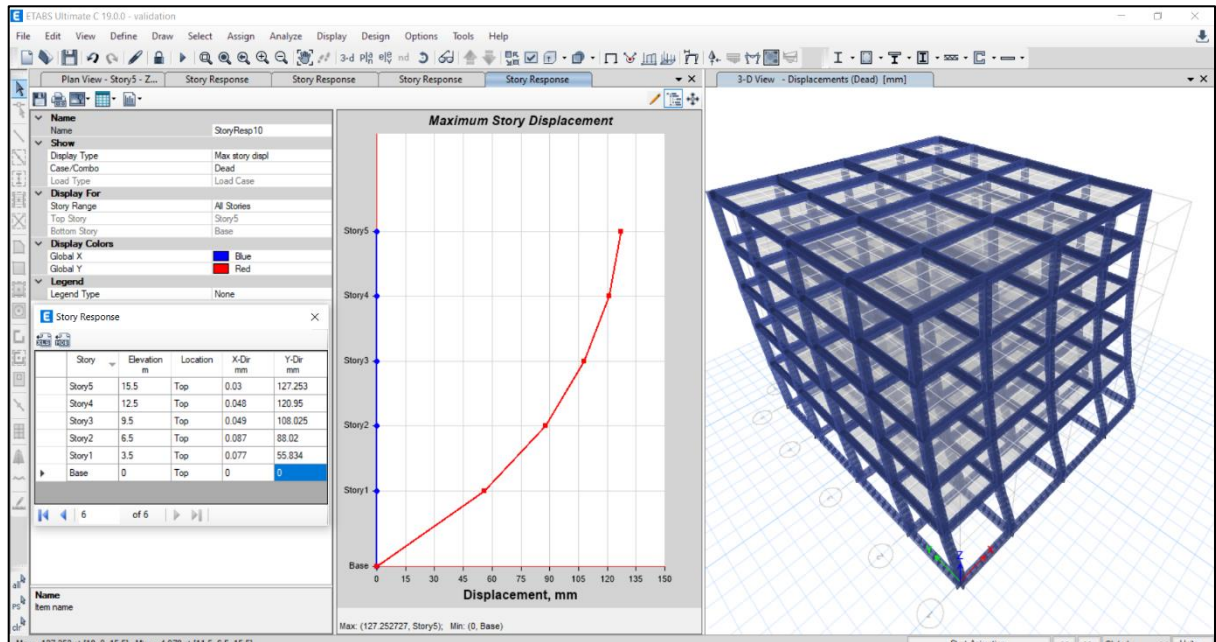 ETABS Ultimate C 19.0.0 - validation
File Edit View Define Draw Select Assign Analyze Display Design Options Tools Help
3-d
nd
Plan View - Story5 - Z... Story Response Story Response Story Response Story Response
3-D View - Displacements (Dead) [mm]
Name
Name StoryResp10
Show
Display Type Max story displ
Case/Combo Dead
Load Type Load Case
Display For
Story Range All Stories
Top Story Story5
Bottom Story Base
Display Colors
Global X Blue
Global Y Red
Legend
Legend Type None
Story Response
Story Elevation m Location X-Dir mm Y-Dir mm
Story5 15.5 Top 0.03 127.253
Story4 12.5 Top 0.048 120.95
Story3 9.5 Top 0.049 108.025
Story2 6.5 Top 0.087 88.02
Story1 3.5 Top 0.077 55.834
Base 0 Top 0 0
6 of 6
Name
Item name
all
PS
clr
Maximum Story Displacement
Story5
Story4
Story3
Story2
Story1
Base
0 15 30 45 60 75 90 105 120 135 150
Displacement, mm
Max: (127.252727, Story5); Min: (0, Base)
Z